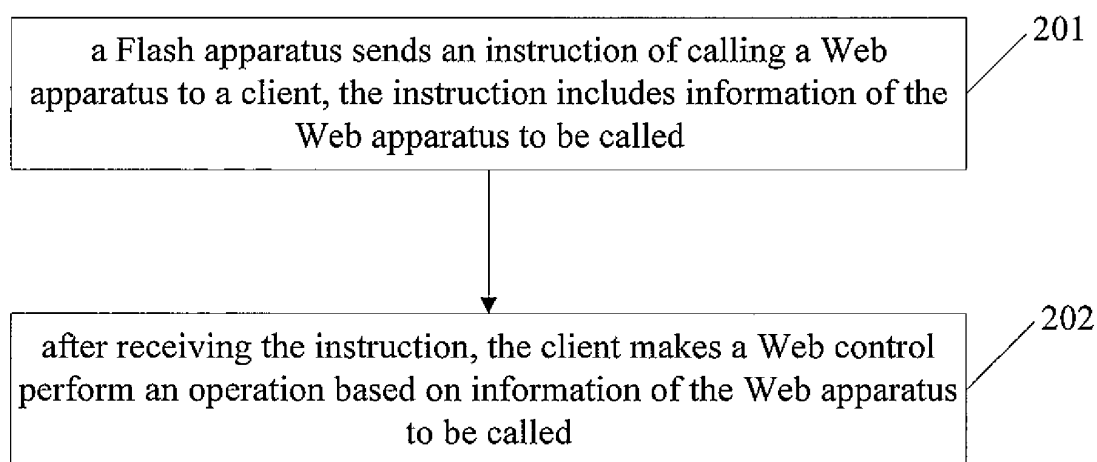 a Flash apparatus sends an instruction of calling a Web
apparatus to a client, the instruction includes information of the
Web apparatus to be called
201
after receiving the instruction, the client makes a Web control
perform an operation based on information of the Web apparatus
to be called
202